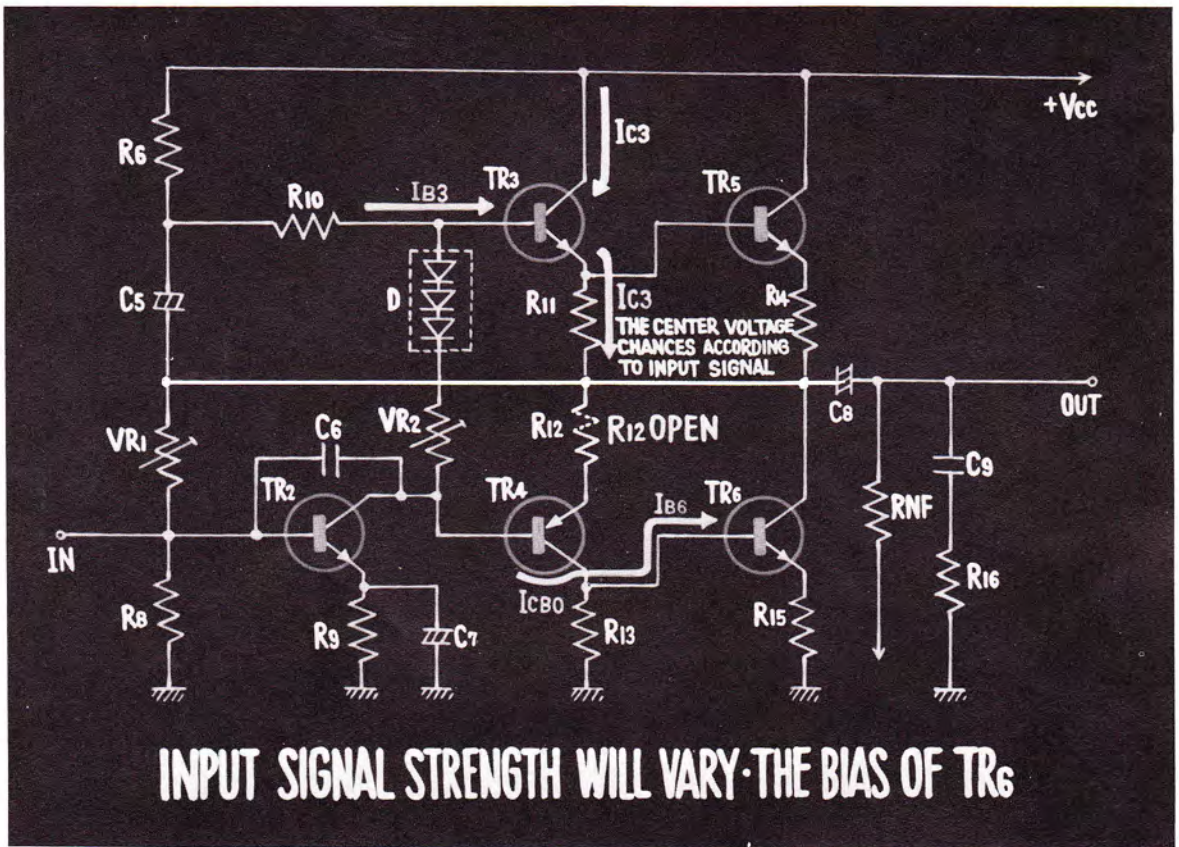 +Vcc
IC3
R6
TR3
TR5
R10
IB3
C5
D
R11
IC3
R14
THE CENTER VOLTAGE
CHANCES ACCORDING
TO INPUT SIGNAL
C8
OUT
VR1
C6
VR2
R12
R12 OPEN
C9
TR2
TR4
IB6
TR6
RNF
IN
ICBO
R16
R8
R9
C7
R13
R15
INPUT SIGNAL STRENGTH WILL VARY·THE BIAS OF TR6